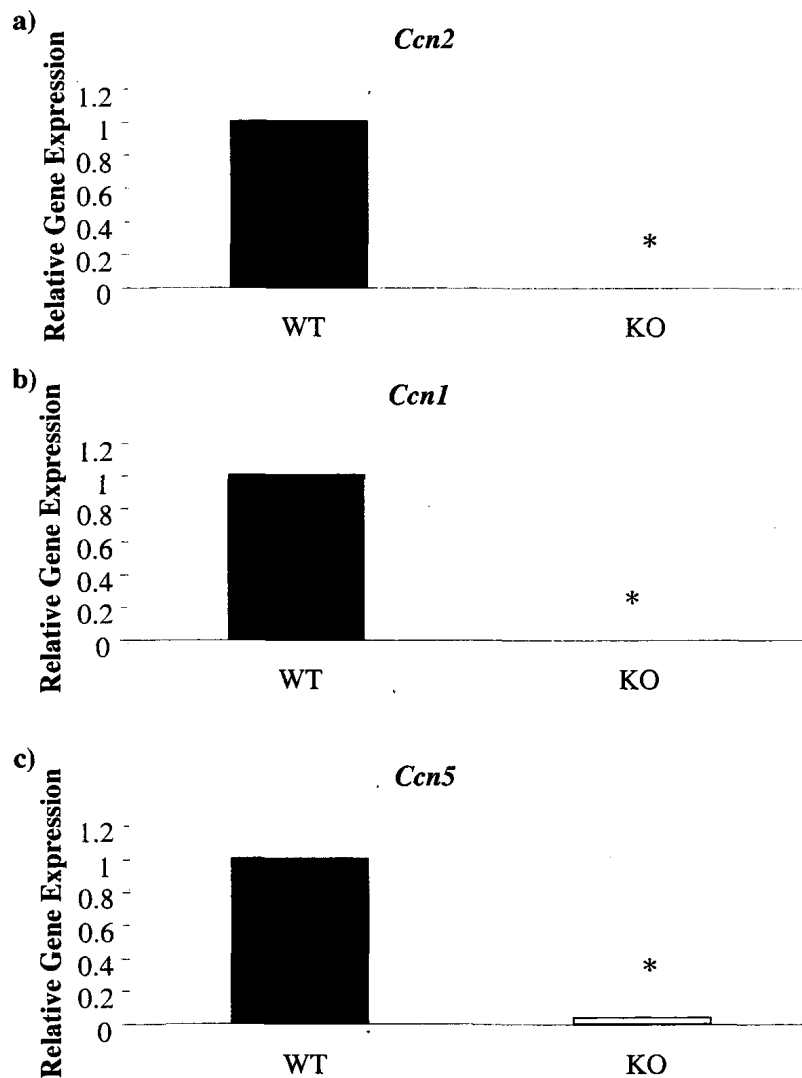 a)
Ccn2
Relative Gene Expression
1.2
1
0.8
0.6
0.4
0.2
0
*
WT KO
b)
Ccn1
Relative Gene Expression
1.2
1
0.8
0.6
0.4
0.2
0
*
WT KO
c)
Ccn5
Relative Gene Expression
1.2
1
0.8
0.6
0.4
0.2
0
*
WT KO